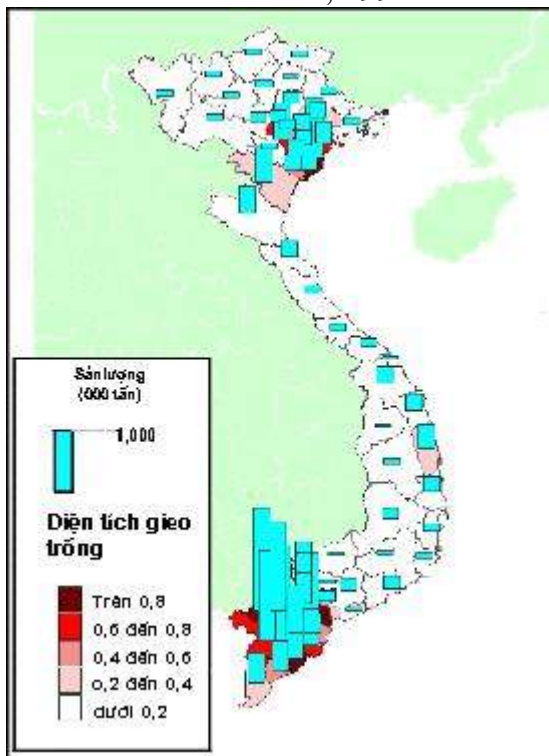 Sản lượng
(000 tấn)
1,000
Diện tích gieo
trồng
Trên 0,8
0,6 đến 0,8
0,4 đến 0,6
0,2 đến 0,4
dưới 0,2